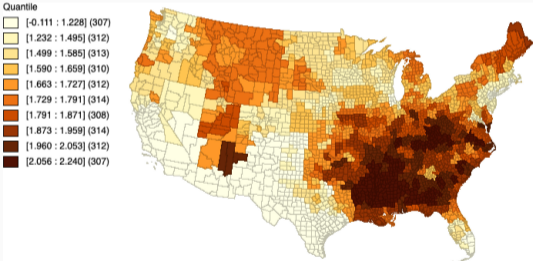 Quantile
[-0.111 : 1.228] (307)
[1.232 : 1.495] (312)
[1.499 : 1.585] (313)
[1.590 : 1.659] (310)
[1.663 : 1.727] (312)
[1.729 : 1.791] (314)
[1.791 : 1.871] (308)
[1.873 : 1.959] (314)
[1.960 : 2.053] (312)
[2.056 : 2.240] (307)